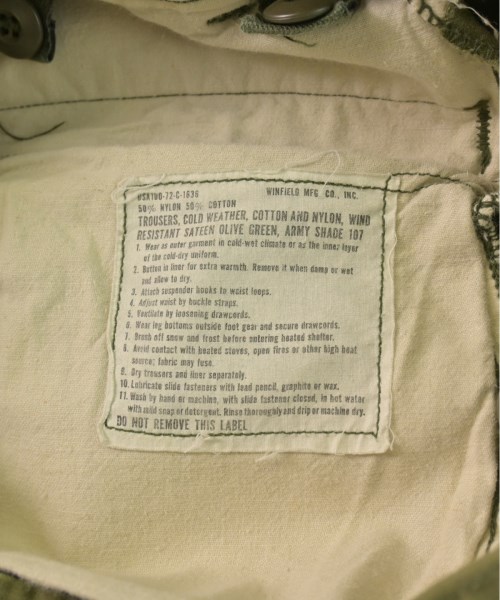 DSA100-72-C-1636 WINFIELD MFG. CO., INC.
50% NYLON 50% COTTON
TROUSERS, COLD WEATHER, COTTON AND NYLON, WIND
RESISTANT SATEEN OLIVE GREEN, ARMY SHADE 107
1. Wear as outer garment in cold-wet climate or as the inner layer
of the cold-dry uniform.
2. Button in liner for extra warmth. Remove it when damp or wet
and allow to dry.
3. Attach suspender hooks to waist loops.
4. Adjust waist by buckle straps.
5. Ventilate by loosening drawcords.
6. Wear leg bottoms outside foot gear and secure drawcords.
7. Brush off snow and frost before entering heated shelter.
8. Avoid contact with heated stoves, open fires or other high heat
source; fabric may fuse.
9. Dry trousers and liner separately.
10. Lubricate slide fasteners with lead pencil, graphite or wax.
11. Wash by hand or machine, with slide fastener closed, in hot water
with mild soap or detergent. Rinse thoroughly and drip or machine dry.
DO NOT REMOVE THIS LABEL